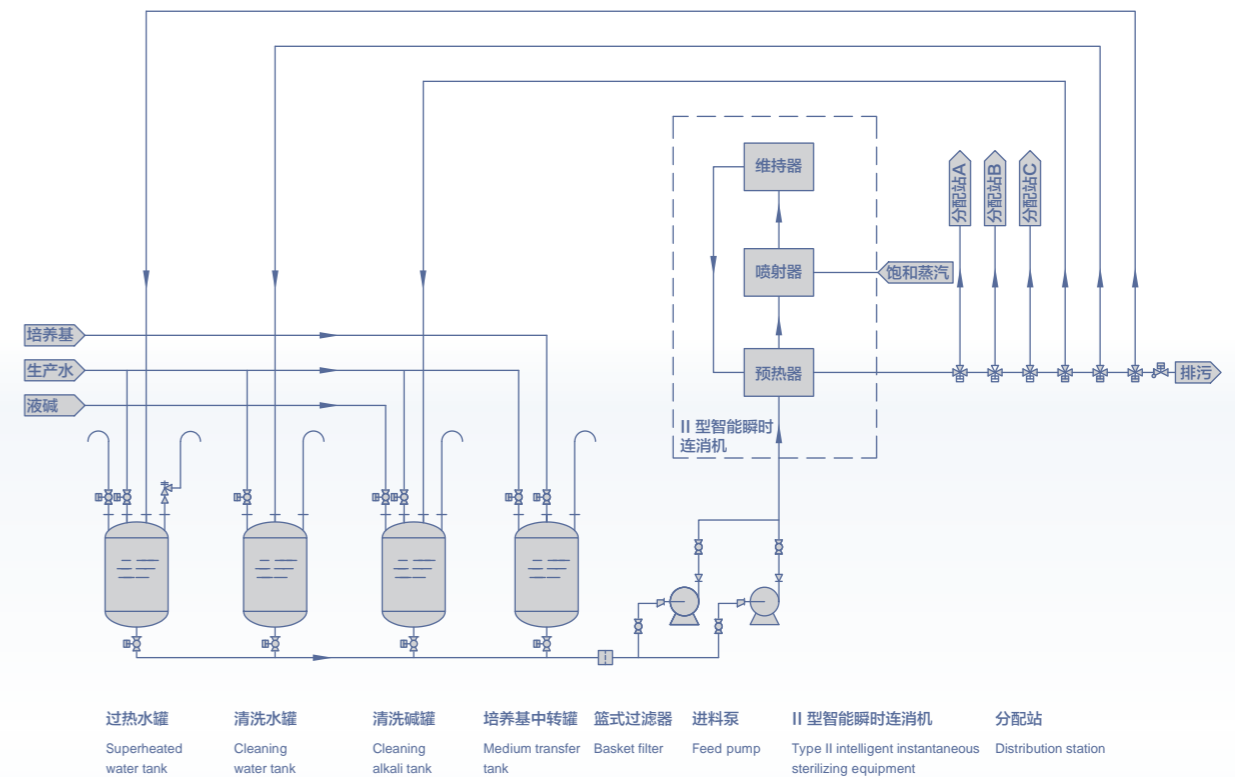 维持器
分配站A
分配站B
分配站C
喷射器
饱和蒸汽
培养基
生产水
预热器
排污
液碱
II 型智能瞬时
连消机
过热水罐
Superheated
water tank
清洗水罐
Cleaning
water tank
清洗碱罐
Cleaning
alkali tank
培养基中转罐
Medium transfer
tank
篮式过滤器
Basket filter
进料泵
Feed pump
II 型智能瞬时连消机
Type II intelligent instantaneous
sterilizing equipment
分配站
Distribution station